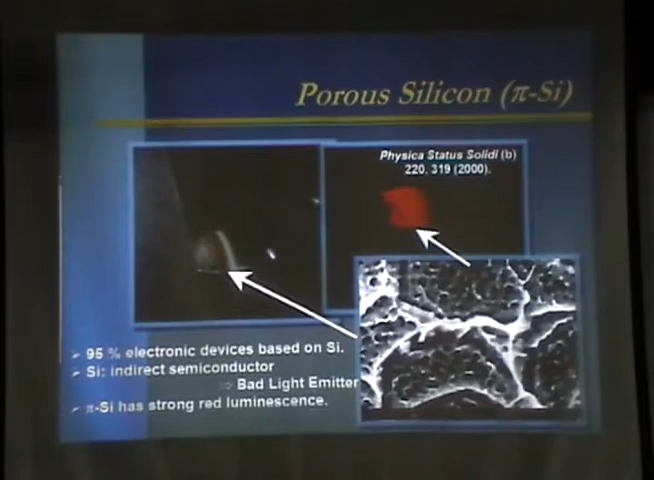 Porous Silicon (π-Si)
Physica Status Solidi (b)
220, 319 (2000).
➢ 95 % electronic devices based on Si.
➢ Si: indirect semiconductor
⇒ Bad Light Emitter
➢ π-Si has strong red luminescence.